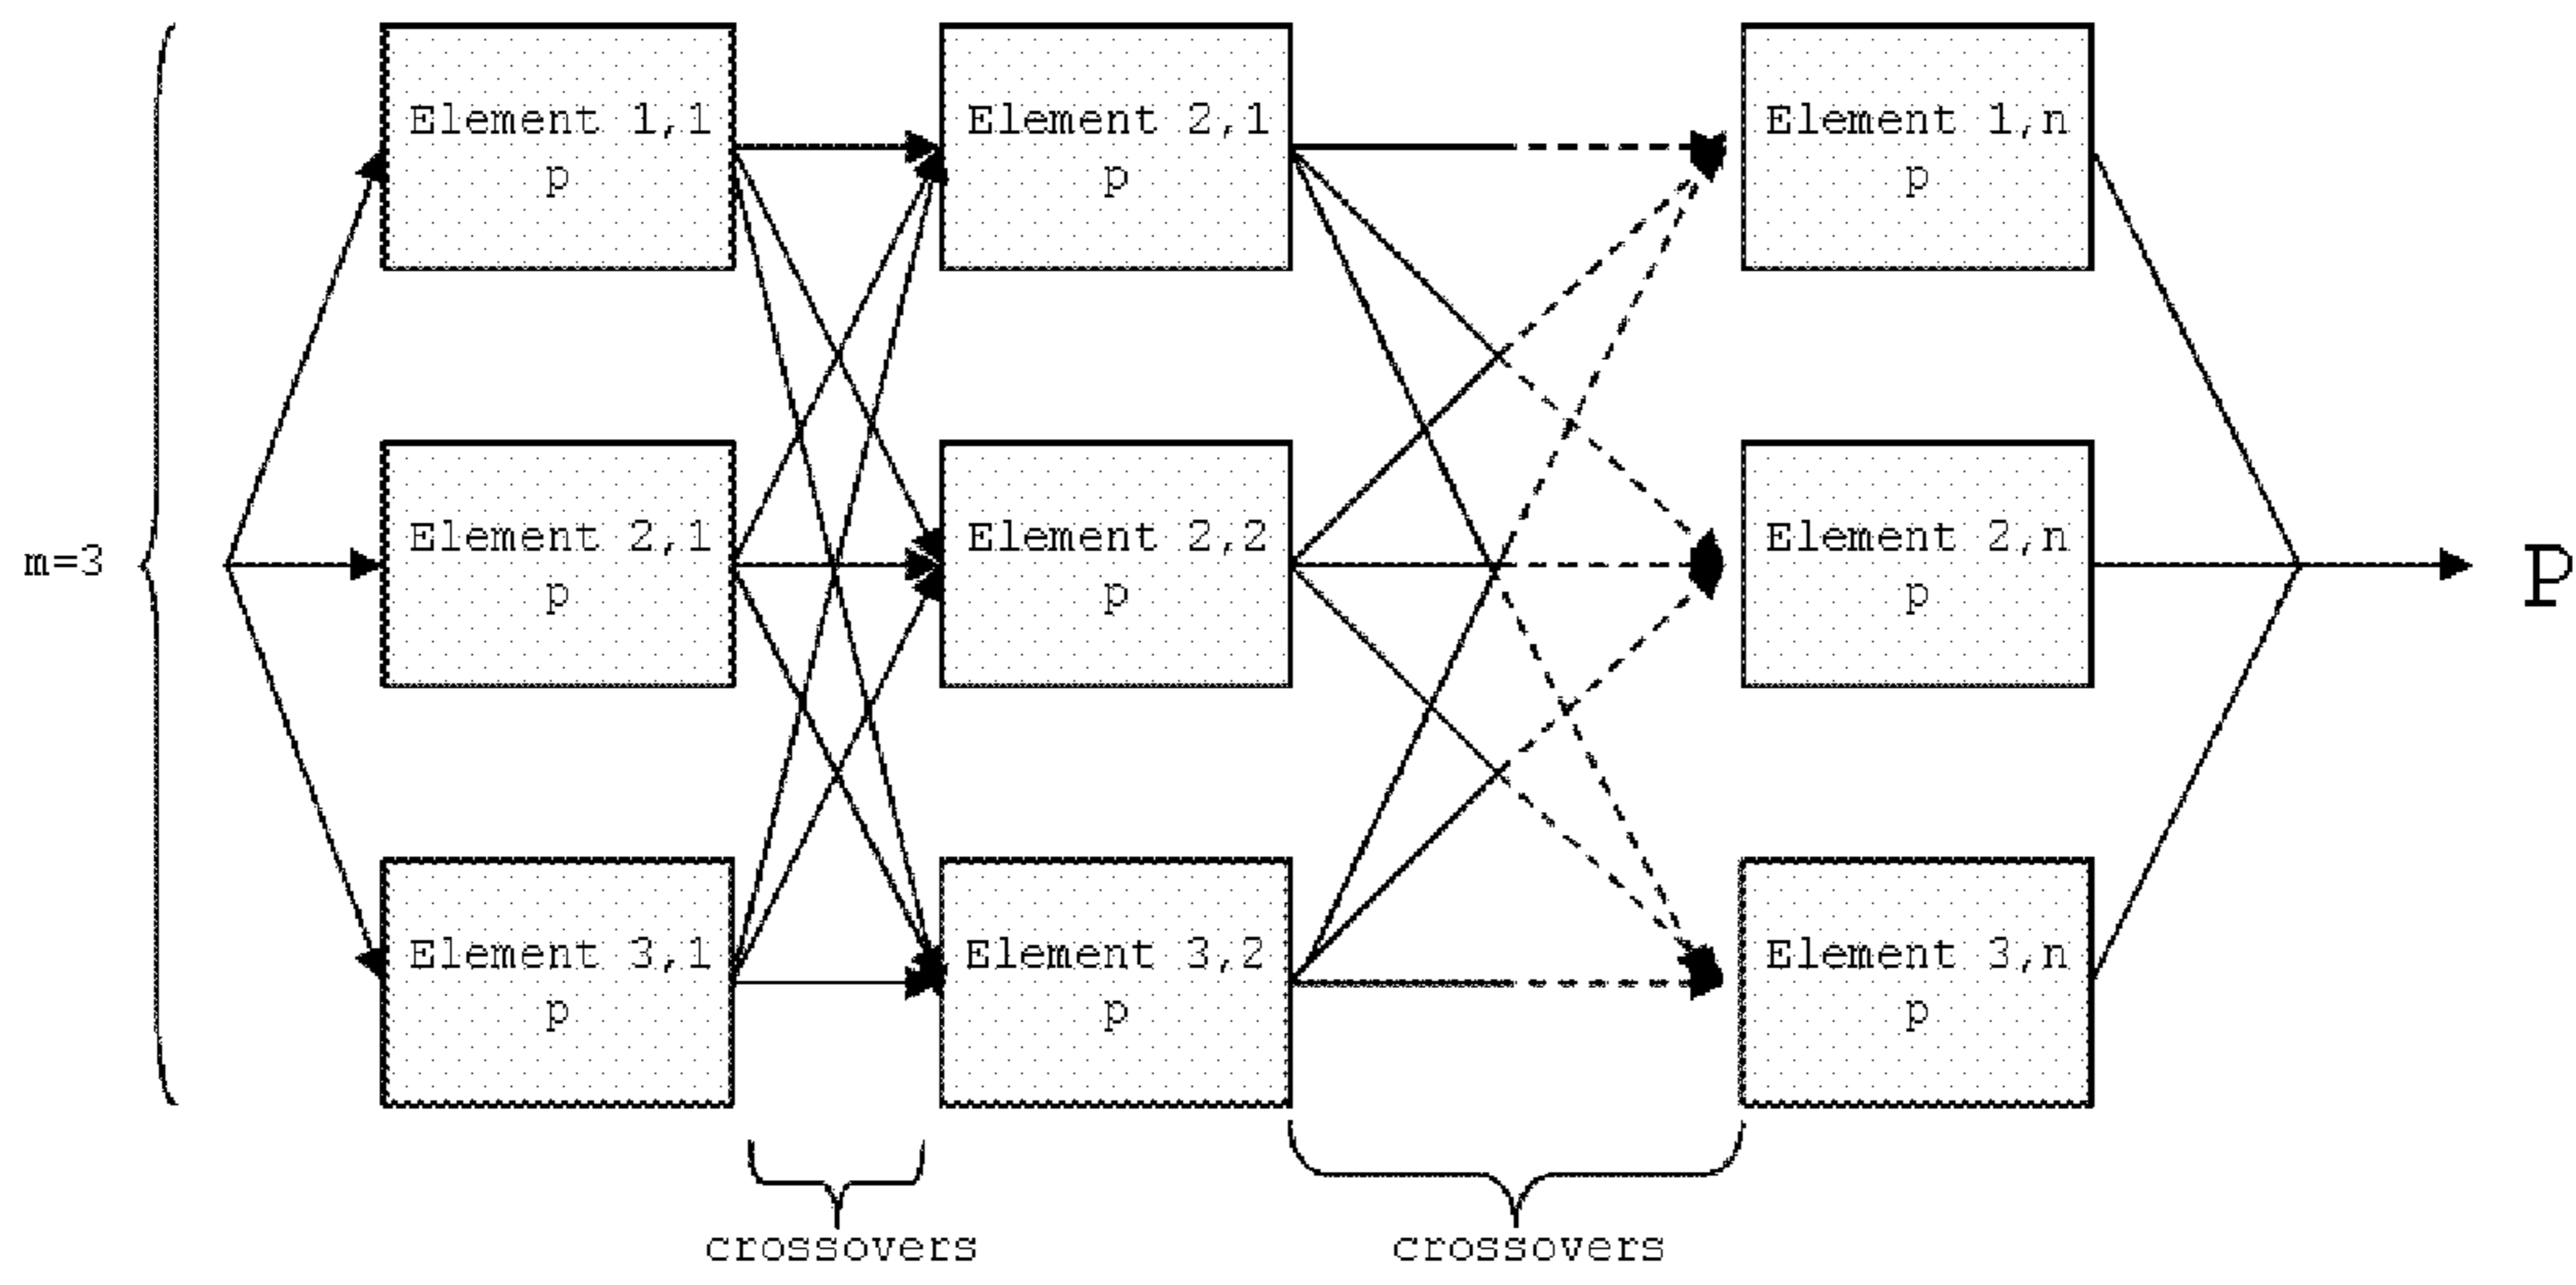 Element 1,1
p
Element 2,1
p
Element 1,n
p
m=3
Element 2,1
p
Element 2,2
p
Element 2,n
p
P
Element 3,1
p
Element 3,2
p
Element 3,n
p
crossovers
crossovers